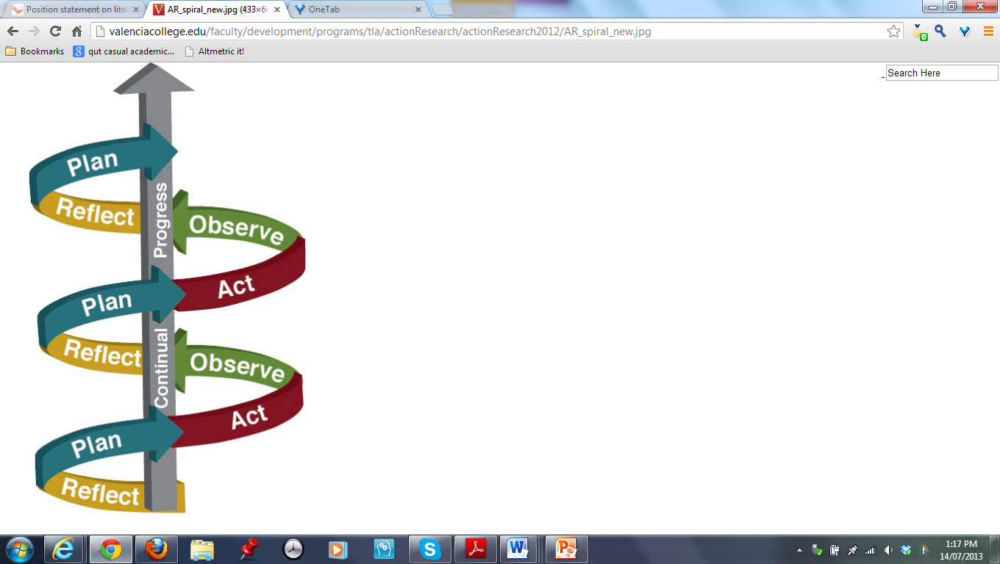 Position statement on lite
AR_spiral_new.jpg (433×64
OneTab
valenciacollege.edu/faculty/development/programs/tla/actionResearch/actionResearch2012/AR_spiral_new.jpg
0
Bookmarks
qut casual academic...
Altmetric it!
Search Here
Plan
Reflect
Progress
Observe
Act
Plan
Reflect
Continual
Observe
Act
Plan
Reflect
1:17 PM
14/07/2013